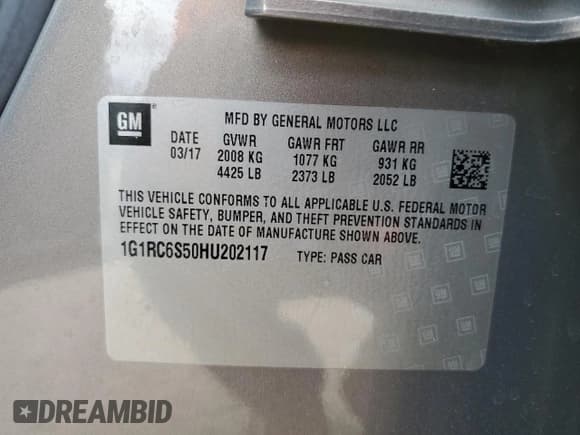 GM
MFD BY GENERAL MOTORS LLC
DATE GVWR GAWR FRT GAWR RR
03/17 2008 KG 1077 KG 931 KG
4425 LB 2373 LB 2052 LB
THIS VEHICLE CONFORMS TO ALL APPLICABLE U.S. FEDERAL MOTOR
VEHICLE SAFETY, BUMPER, AND THEFT PREVENTION STANDARDS IN
EFFECT ON THE DATE OF MANUFACTURE SHOWN ABOVE.
1G1RC6S50HU202117 TYPE: PASS CAR
DREAMBID